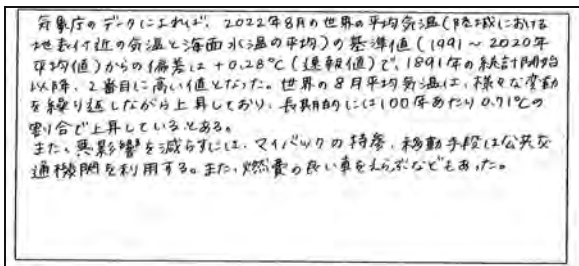 気象庁のデータによれば、2022年8月の世界の平均気温(陸域における
地表付近の気温と海面水温の平均)の基準値(1991〜2020年
平均値)からの偏差は+0.28℃(速報値)で、1891年の統計開始
以降、2番目に高い値となった。世界の8月平均気温は、様々な変動
を繰り返しながら上昇しており、長期的には100年あたり0.71℃の
割合で上昇しているとある。
また、悪影響を減らすには、マイバックの持参、移動手段は公共交
通機関を利用する。また、燃費の良い車をえらぶなどもあった。